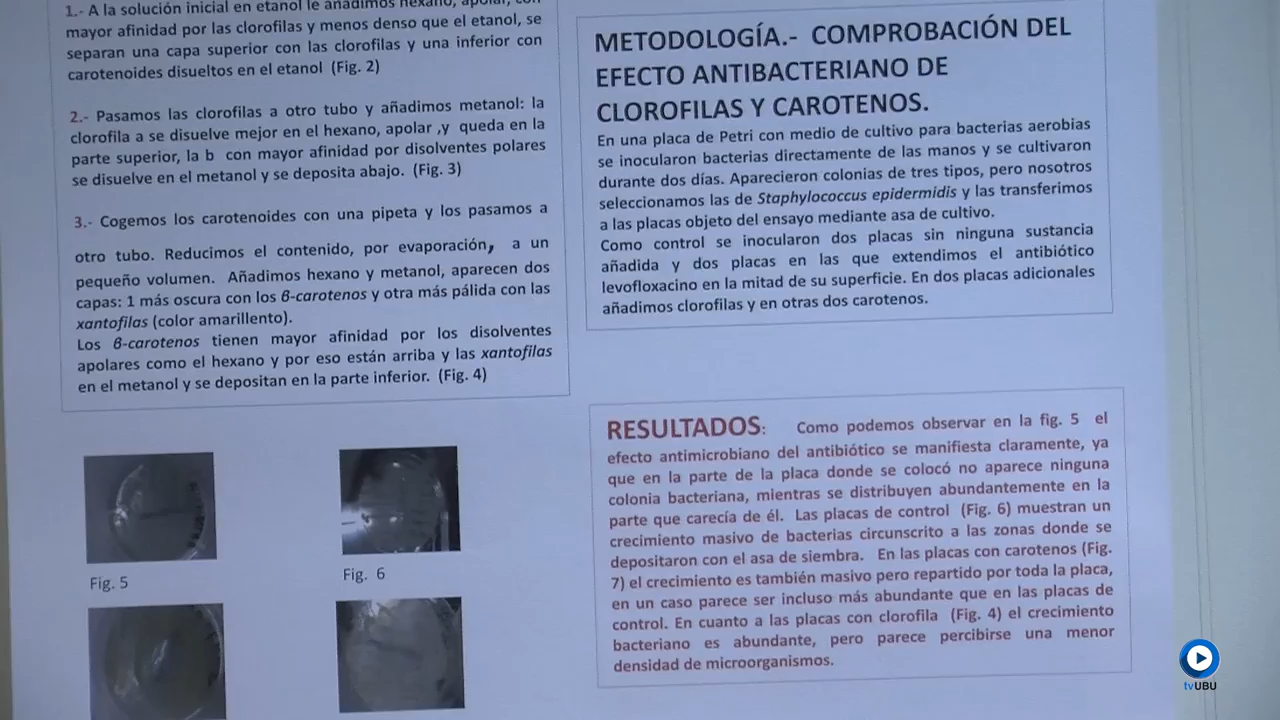 1.- A la solución inicial en etanol le añadimos hexano, apolar, con
mayor afinidad por las clorofilas y menos denso que el etanol, se
separan una capa superior con las clorofilas y una inferior con
carotenoides disueltos en el etanol (Fig. 2)
2.- Pasamos las clorofilas a otro tubo y añadimos metanol: la
clorofila a se disuelve mejor en el hexano, apolar ,y queda en la
parte superior, la b con mayor afinidad por disolventes polares
se disuelve en el metanol y se deposita abajo. (Fig. 3)
3.- Cogemos los carotenoides con una pipeta y los pasamos a
otro tubo. Reducimos el contenido, por evaporación, a un
pequeño volumen. Añadimos hexano y metanol, aparecen dos
capas: 1 más oscura con los β-carotenos y otra más pálida con las
xantofilas (color amarillento).
Los β-carotenos tienen mayor afinidad por los disolventes
apolares como el hexano y por eso están arriba y las xantofilas
en el metanol y se depositan en la parte inferior. (Fig. 4)
Fig. 5
Fig. 6
METODOLOGÍA.- COMPROBACIÓN DEL
EFECTO ANTIBACTERIANO DE
CLOROFILAS Y CAROTENOS.
En una placa de Petri con medio de cultivo para bacterias aerobias
se inocularon bacterias directamente de las manos y se cultivaron
durante dos días. Aparecieron colonias de tres tipos, pero nosotros
seleccionamos las de Staphylococcus epidermidis y las transferimos
a las placas objeto del ensayo mediante asa de cultivo.
Como control se inocularon dos placas sin ninguna sustancia
añadida y dos placas en las que extendimos el antibiótico
levofloxacino en la mitad de su superficie. En dos placas adicionales
añadimos clorofilas y en otras dos carotenos.
RESULTADOS: Como podemos observar en la fig. 5 el
efecto antimicrobiano del antibiótico se manifiesta claramente, ya
que en la parte de la placa donde se colocó no aparece ninguna
colonia bacteriana, mientras se distribuyen abundantemente en la
parte que carecía de él. Las placas de control (Fig. 6) muestran un
crecimiento masivo de bacterias circunscrito a las zonas donde se
depositaron con el asa de siembra. En las placas con carotenos (Fig.
7) el crecimiento es también masivo pero repartido por toda la placa,
en un caso parece ser incluso más abundante que en las placas de
control. En cuanto a las placas con clorofila (Fig. 4) el crecimiento
bacteriano es abundante, pero parece percibirse una menor
densidad de microorganismos.
tvUBU